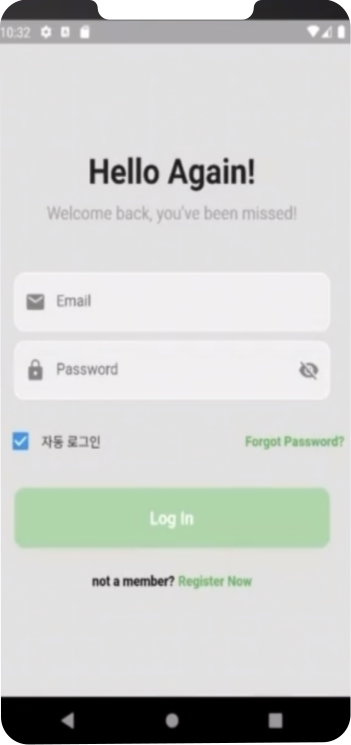 10:32
Hello Again!
Welcome back, you've been missed!
Email
Password
자동 로그인 Forgot Password?
Log In
not a member? Register Now